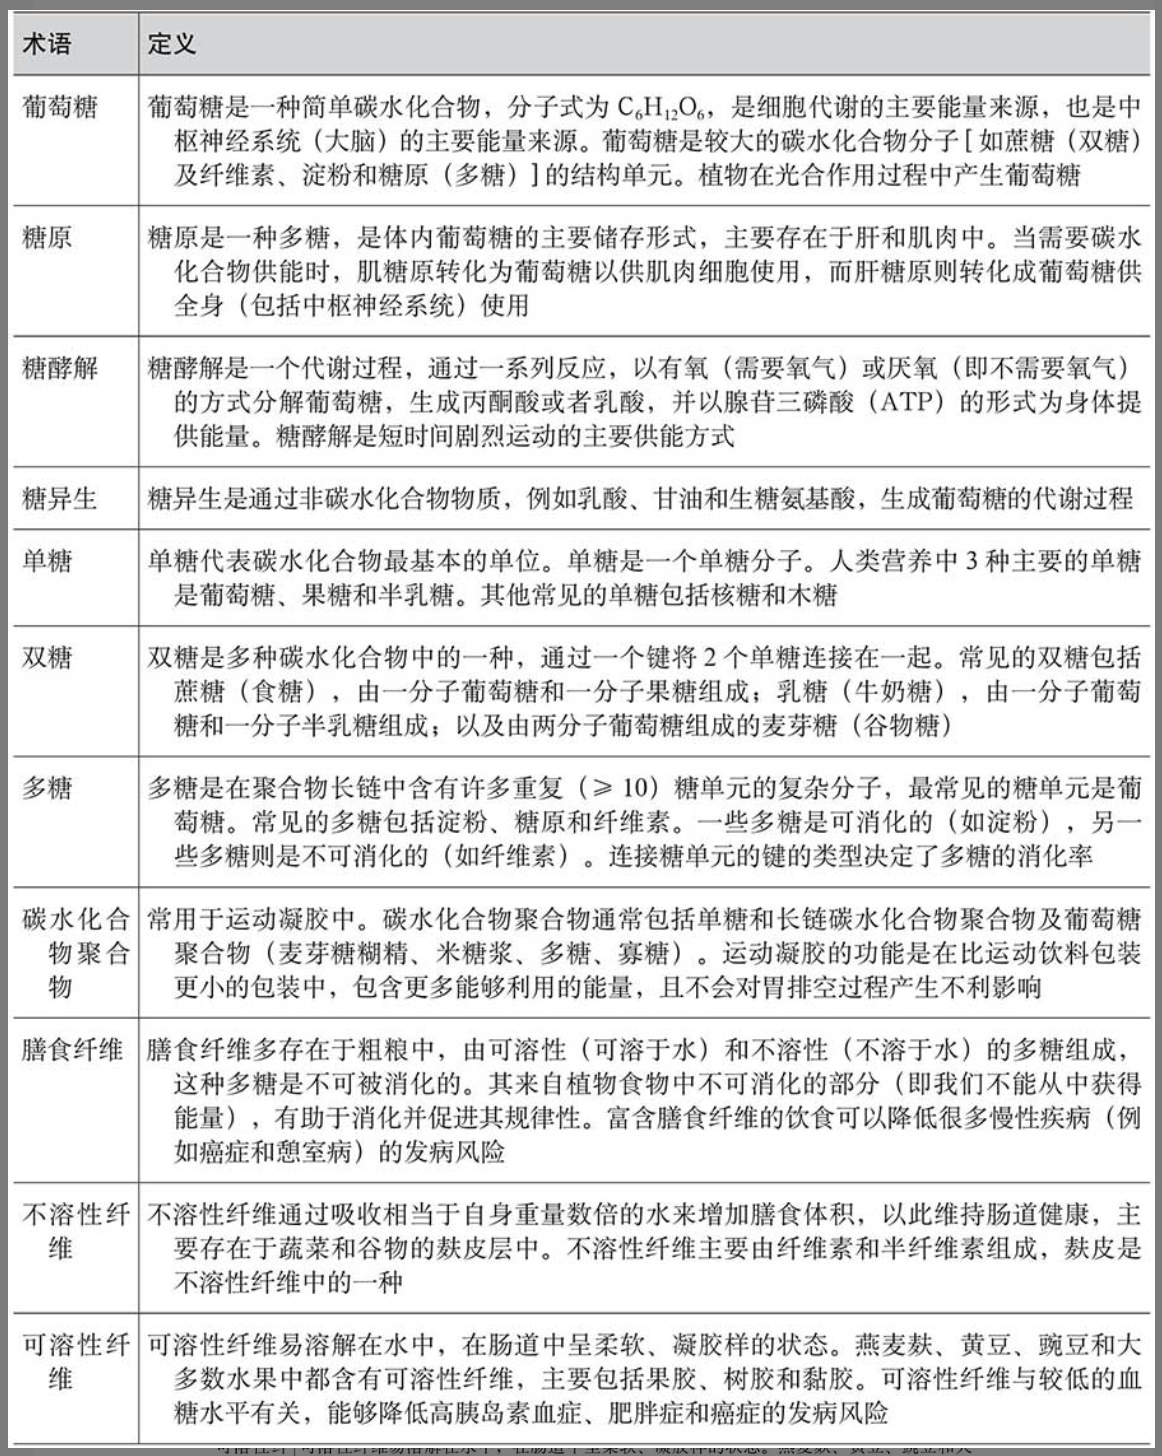 术语 定义
葡萄糖 葡萄糖是一种简单碳水化合物，分子式为 C₆H₁₂O₆，是细胞代谢的主要能量来源，也是中
枢神经系统（大脑）的主要能量来源。葡萄糖是较大的碳水化合物分子[如蔗糖（双糖）
及纤维素、淀粉和糖原（多糖）]的结构单元。植物在光合作用过程中产生葡萄糖
糖原 糖原是一种多糖，是体内葡萄糖的主要储存形式，主要存在于肝和肌肉中。当需要碳水
化合物供能时，肌糖原转化为葡萄糖以供肌肉细胞使用，而肝糖原则转化成葡萄糖供
全身（包括中枢神经系统）使用
糖酵解 糖酵解是一个代谢过程，通过一系列反应，以有氧（需要氧气）或厌氧（即不需要氧气）
的方式分解葡萄糖，生成丙酮酸或者乳酸，并以腺苷三磷酸（ATP）的形式为身体提
供能量。糖酵解是短时间剧烈运动的主要供能方式
糖异生 糖异生是通过非碳水化合物物质，例如乳酸、甘油和生糖氨基酸，生成葡萄糖的代谢过程
单糖 单糖代表碳水化合物最基本的单位。单糖是一个单糖分子。人类营养中 3 种主要的单糖
是葡萄糖、果糖和半乳糖。其他常见的单糖包括核糖和木糖
双糖 双糖是多种碳水化合物中的一种，通过一个键将 2 个单糖连接在一起。常见的双糖包括
蔗糖（食糖），由一分子葡萄糖和一分子果糖组成；乳糖（牛奶糖），由一分子葡萄
糖和一分子半乳糖组成；以及由两分子葡萄糖组成的麦芽糖（谷物糖）
多糖 多糖是在聚合物长链中含有许多重复（≥ 10）糖单元的复杂分子，最常见的糖单元是葡
萄糖。常见的多糖包括淀粉、糖原和纤维素。一些多糖是可消化的（如淀粉），另一
些多糖则是不可消化的（如纤维素）。连接糖单元的键的类型决定了多糖的消化率
碳水化合 常用于运动凝胶中。碳水化合物聚合物通常包括单糖和长链碳水化合物聚合物及葡萄糖
物聚合 聚合物（麦芽糖糊精、米糖浆、多糖、寡糖）。运动凝胶的功能是在比运动饮料包装
物 更小的包装中，包含更多能够利用的能量，且不会对胃排空过程产生不利影响
膳食纤维 膳食纤维多存在于粗粮中，由可溶性（可溶于水）和不溶性（不溶于水）的多糖组成，
这种多糖是不可被消化的。其来自植物食物中不可消化的部分（即我们不能从中获得
能量），有助于消化并促进其规律性。富含膳食纤维的饮食可以降低很多慢性疾病（例
如癌症和憩室病）的发病风险
不溶性纤 不溶性纤维通过吸收相当于自身重量数倍的水来增加膳食体积，以此维持肠道健康，主
维 要存在于蔬菜和谷物的麸皮层中。不溶性纤维主要由纤维素和半纤维素组成，麸皮是
不溶性纤维中的一种
可溶性纤 可溶性纤维易溶解在水中，在肠道中呈柔软、凝胶样的状态。燕麦麸、黄豆、豌豆和大
维 多数水果中都含有可溶性纤维，主要包括果胶、树胶和黏胶。可溶性纤维与较低的血
糖水平有关，能够降低高胰岛素血症、肥胖症和癌症的发病风险